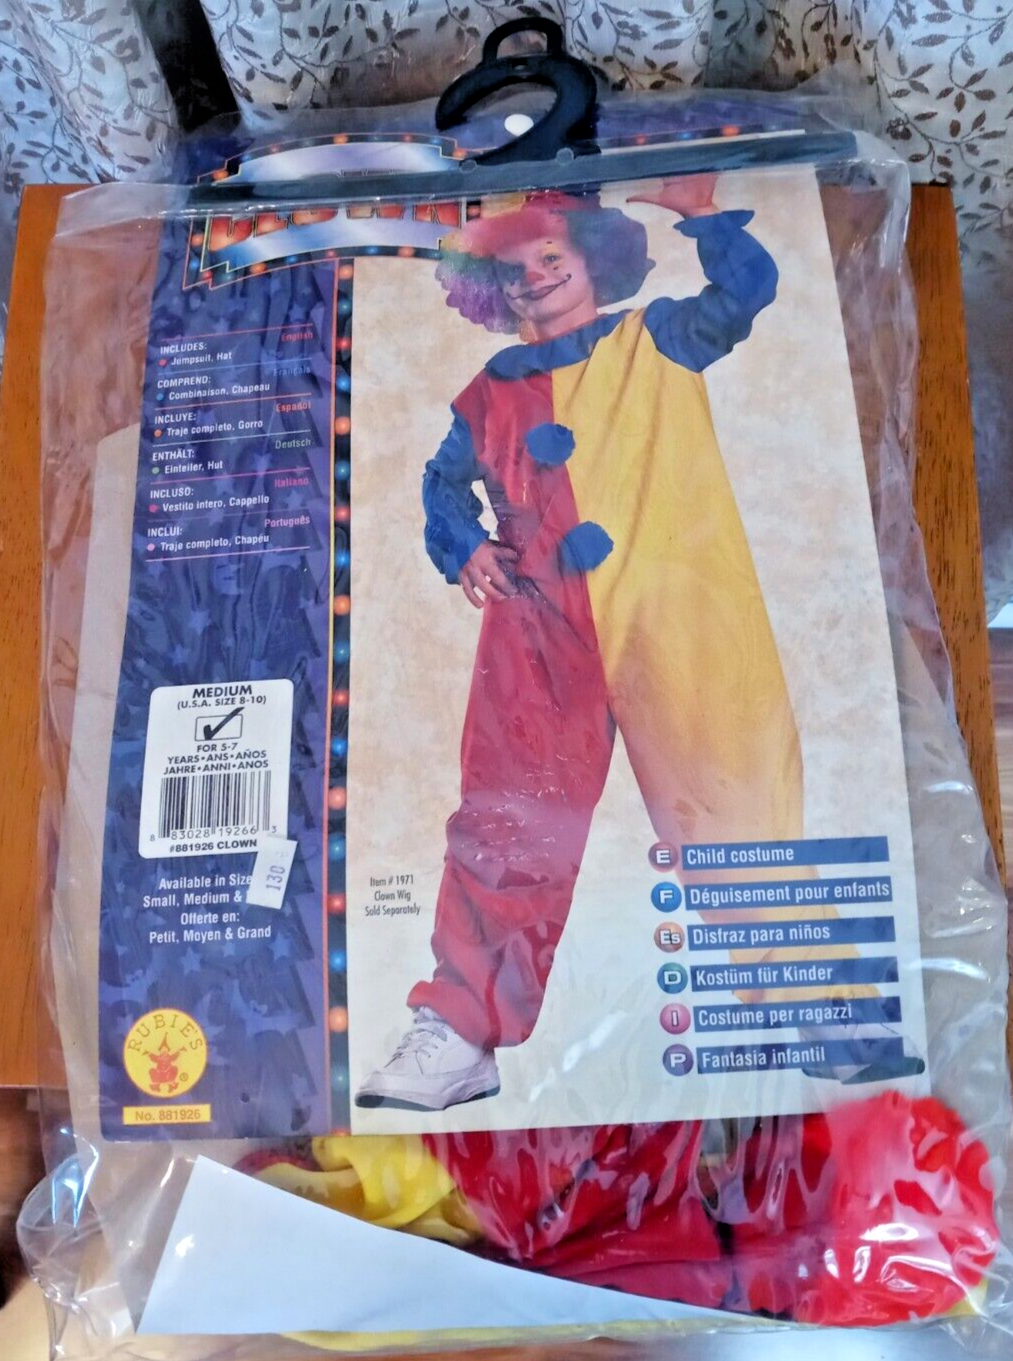 CLOWN
English
INCLUDES:
Jumpsuit, Hat
Français
COMPREND:
Combinaison, Chapeau
Español
INCLUYE:
Traje completo, Gorro
Deutsch
ENTHÄLT:
Einteiler, Hut
Italiano
INCLUSO:
Vestito intero, Cappello
Português
INCLUI:
Traje completo, Chapéu
MEDIUM
(U.S.A. SIZE 8-10)
FOR 5-7
YEARS•ANS•AÑOS
JAHRE•ANNI•ANOS
8 83028 19266 3
#881926 CLOWN
130
Available in Size
Small, Medium &
Offerte en:
Petit, Moyen & Grand
RUBIE'S
®
No. 881926
Item # 1971
Clown Wig
Sold Separately
E Child costume
F Déguisement pour enfants
Es Disfraz para niños
D Kostüm für Kinder
I Costume per ragazzi
P Fantasia infantil